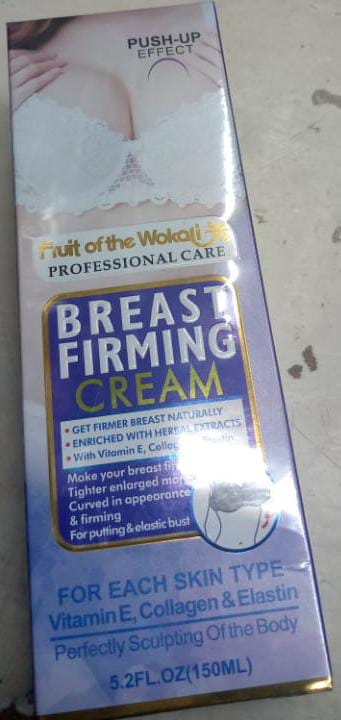 PUSH-UP
EFFECT
Fruit of the Wokali
PROFESSIONAL CARE
BREAST
FIRMING
CREAM
• GET FIRMER BREAST NATURALLY
• ENRICHED WITH HERBAL EXTRACTS
• With Vitamin E, Collagen Elastin
Make your breast
Tighter enlarged
Curved in appearance
& firming
For putting & elastic bust
FOR EACH SKIN TYPE
Vitamin E, Collagen & Elastin
Perfectly Sculpting Of the Body
5.2FL.OZ(150ML)